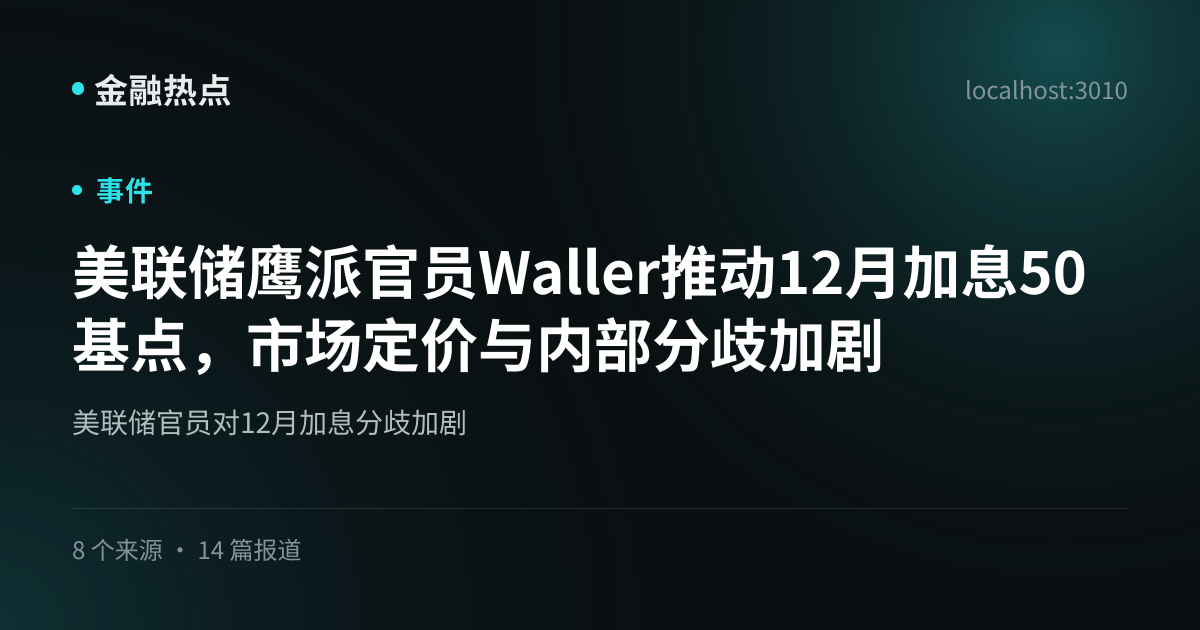 金融热点
localhost:3010
事件
美联储鹰派官员Waller推动12月加息50
基点，市场定价与内部分歧加剧
美联储官员对12月加息分歧加剧
8 个来源 · 14 篇报道